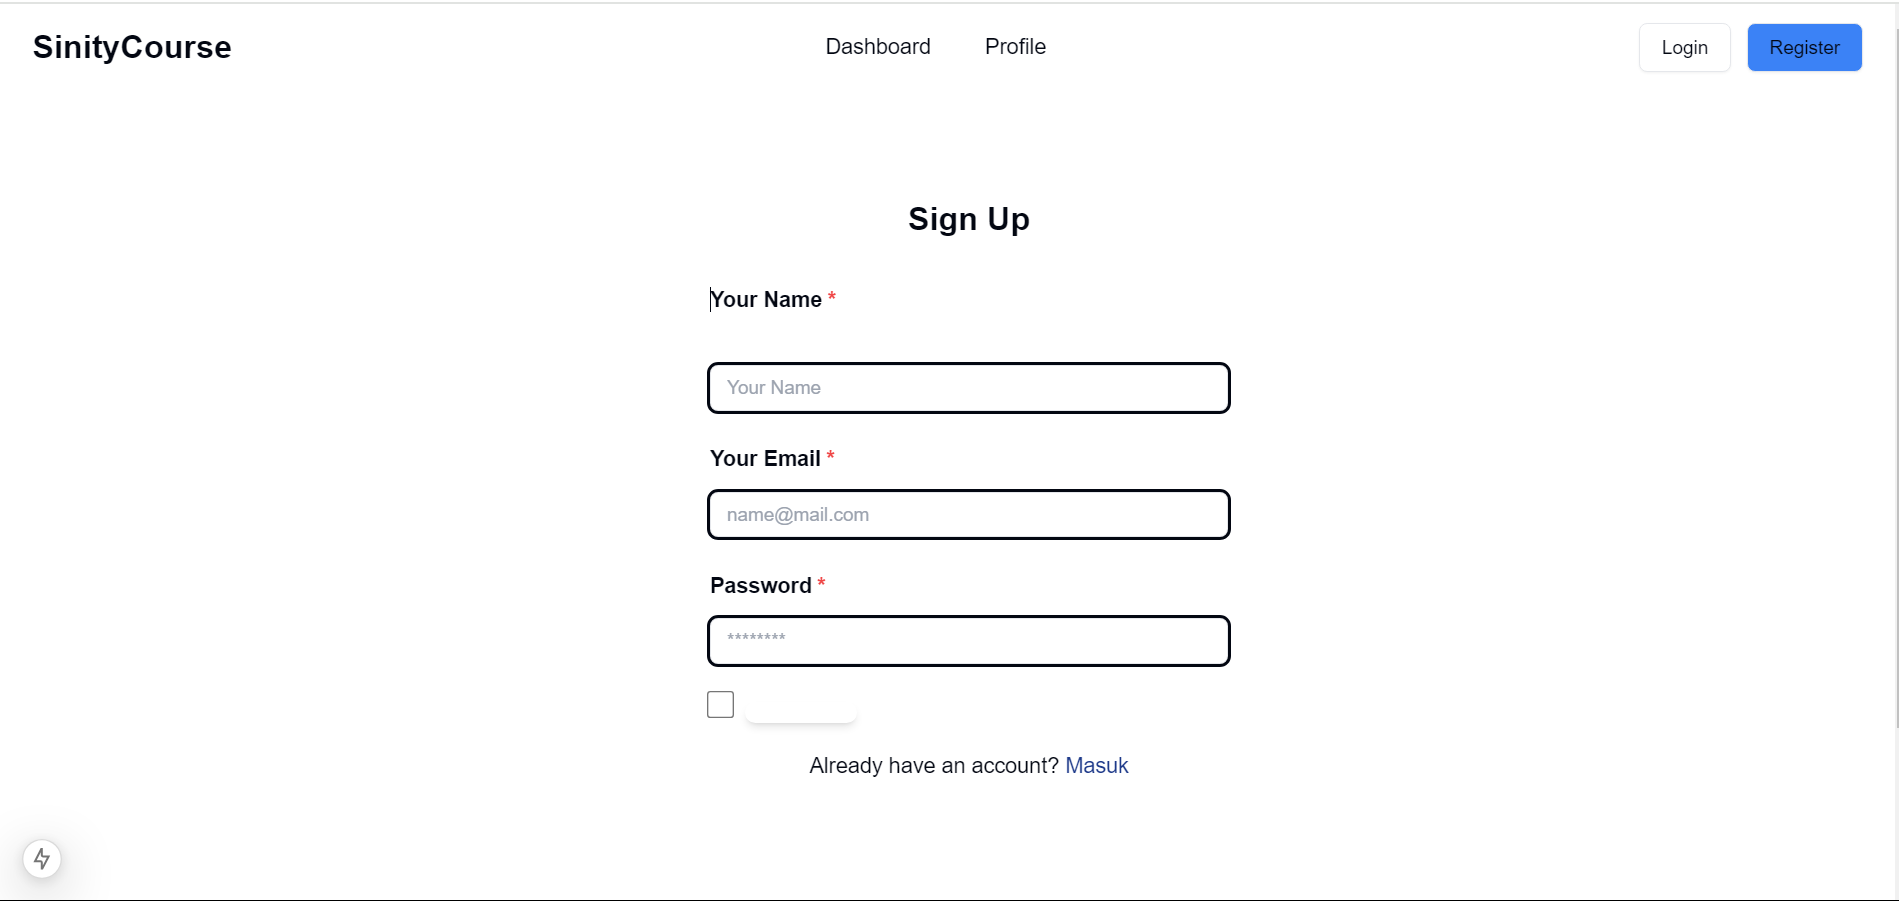 SinityCourse
Dashboard Profile
Login Register
Sign Up
Your Name *
Your Name
Your Email *
name@mail.com
Password *
********
Already have an account? Masuk